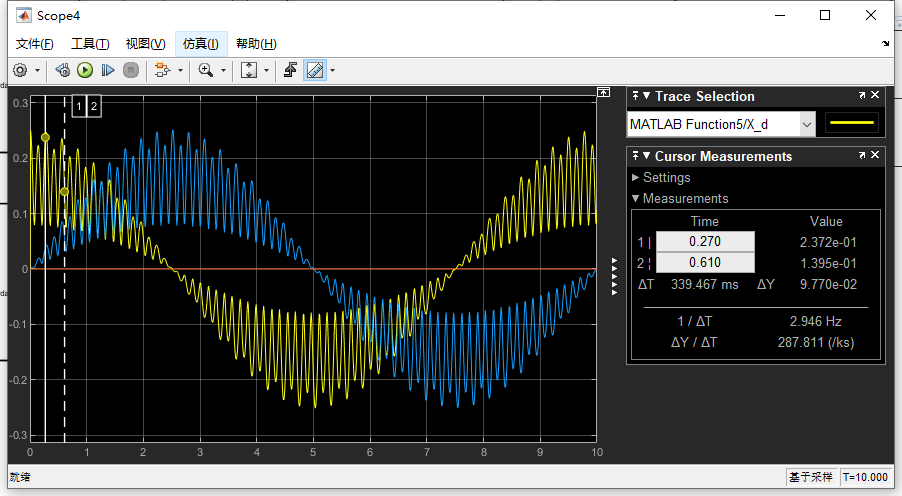 Scope4
文件(F) 工具(T) 视图(V) 仿真(I) 帮助(H)
0.3
0.2
0.1
0
-0.1
-0.2
-0.3
0 1 2 3 4 5 6 7 8 9 10
1 2
Trace Selection
MATLAB Function5/X_d
Cursor Measurements
Settings
Measurements
Time Value
1 | 0.270 2.372e-01
2 ¦ 0.610 1.395e-01
ΔT 339.467 ms ΔY 9.770e-02
1 / ΔT 2.946 Hz
ΔY / ΔT 287.811 (/ks)
就绪 基于采样 T=10.000